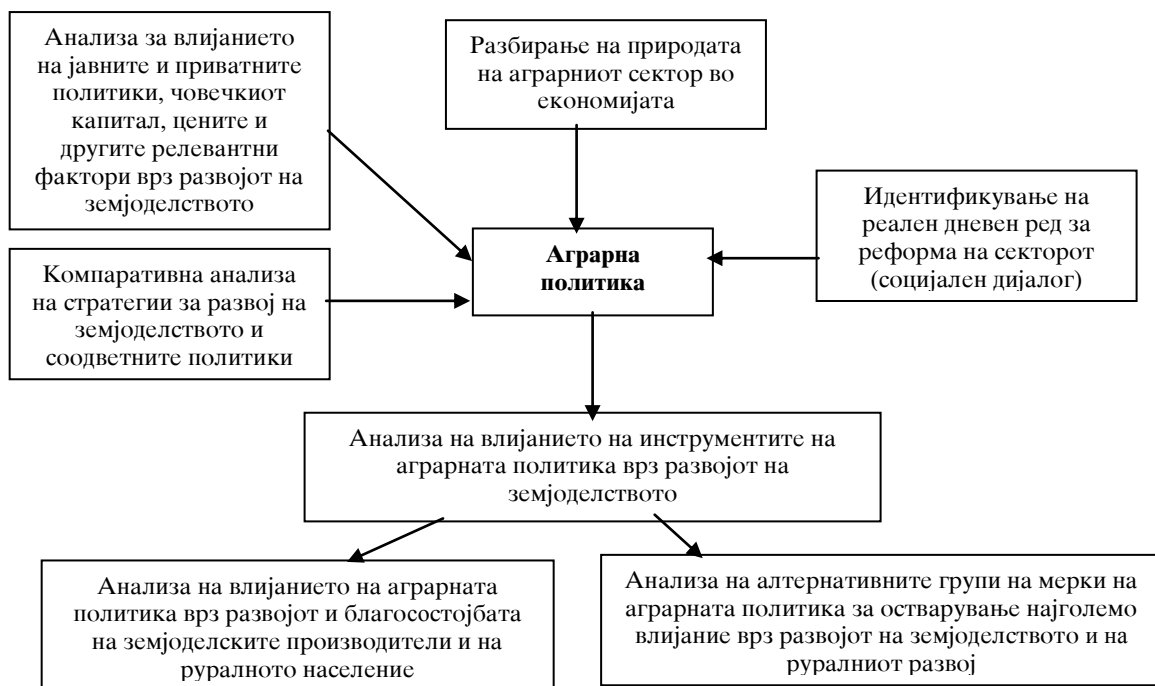 Анализа за влијанието
на јавните и приватните
политики, човечкиот
капитал, цените и
другите релевантни
фактори врз развојот на
земјоделството
Разбирање на природата
на аграрниот сектор во
економијата
Идентификување на
реален дневен ред за
реформа на секторот
(социјален дијалог)
Аграрна
политика
Компаративна анализа
на стратегии за развој на
земјоделството и
соодветните политики
Анализа на влијанието на инструментите на
аграрната политика врз развојот на
земјоделството
Анализа на влијанието на аграрната
политика врз развојот и благосостојбата
на земјоделските производители и на
руралното население
Анализа на алтернативните групи на мерки на
аграрната политика за остварување најголемо
влијание врз развојот на земјоделството и на
руралниот развој